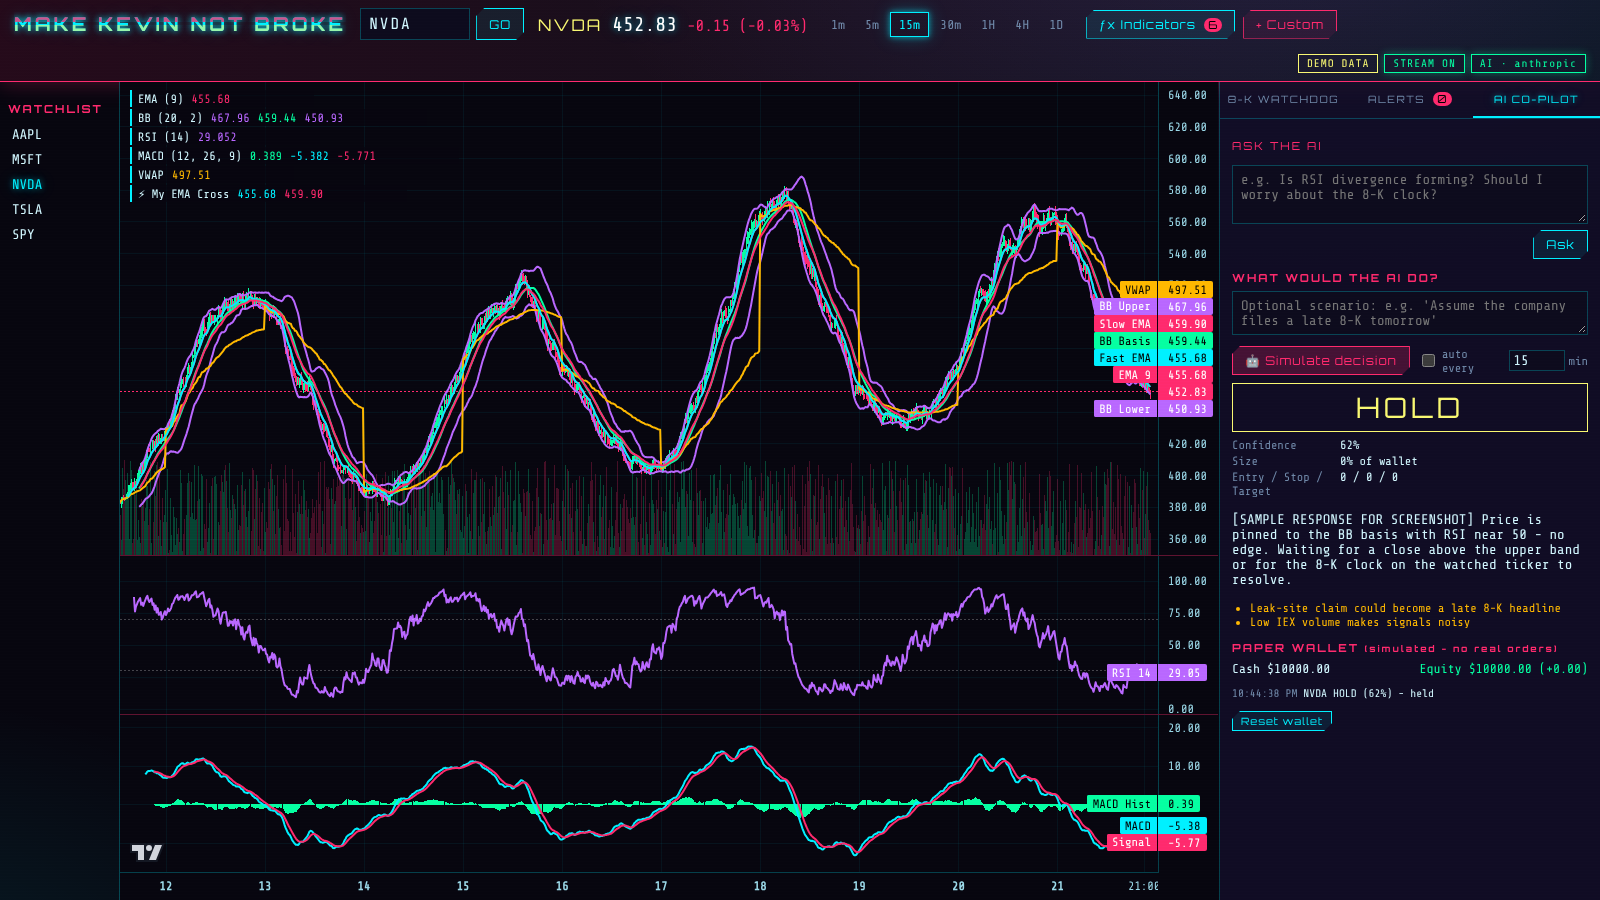 MAKE KEVIN NOT BROKE
NVDA
GO
NVDA 452.83 -0.15 (-0.03%)
1m 5m 15m 30m 1H 4H 1D
ƒx Indicators 6
+ Custom
DEMO DATA
STREAM ON
AI · anthropic
WATCHLIST
AAPL
MSFT
NVDA
TSLA
SPY
EMA (9) 455.68
BB (20, 2) 467.96 459.44 450.93
RSI (14) 29.052
MACD (12, 26, 9) 0.389 -5.382 -5.771
VWAP 497.51
⚡ My EMA Cross 455.68 459.90
640.00
620.00
600.00
580.00
560.00
540.00
VWAP 497.51
BB Upper 467.96
Slow EMA 459.90
BB Basis 459.44
Fast EMA 455.68
EMA 9 455.68
452.83
BB Lower 450.93
420.00
400.00
380.00
360.00
100.00
75.00
50.00
RSI 14 29.05
0.00
20.00
10.00
MACD Hist 0.39
MACD -5.38
Signal -5.77
12 13 14 15 16 17 18 19 20 21 21:00
8-K WATCHDOG
ALERTS 0
AI CO-PILOT
ASK THE AI
e.g. Is RSI divergence forming? Should I
worry about the 8-K clock?
Ask
WHAT WOULD THE AI DO?
Optional scenario: e.g. 'Assume the company
files a late 8-K tomorrow'
🤖 Simulate decision
auto
every
15 min
HOLD
Confidence 62%
Size 0% of wallet
Entry / Stop / 0 / 0 / 0
Target
[SAMPLE RESPONSE FOR SCREENSHOT] Price is
pinned to the BB basis with RSI near 50 - no
edge. Waiting for a close above the upper band
or for the 8-K clock on the watched ticker to
resolve.
• Leak-site claim could become a late 8-K headline
• Low IEX volume makes signals noisy
PAPER WALLET (simulated - no real orders)
Cash $10000.00 Equity $10000.00 (+0.00)
10:44:38 PM NVDA HOLD (62%) - held
Reset wallet